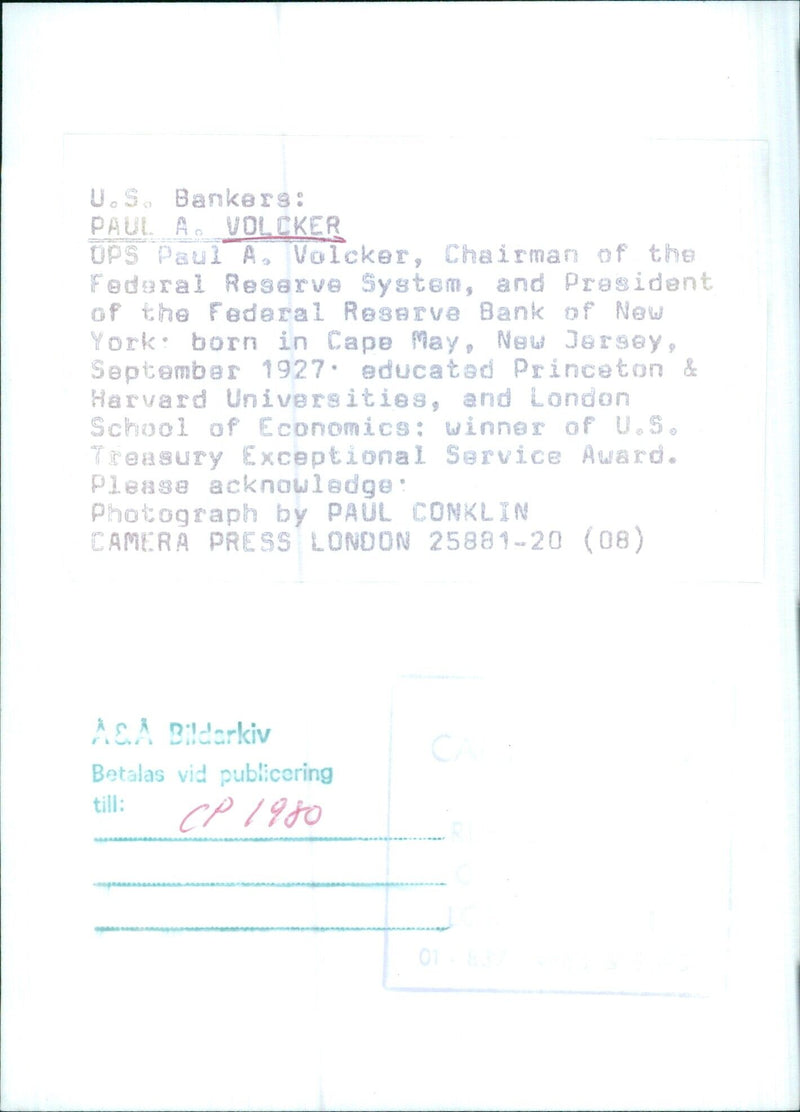 U.S. Bankers:
PAUL A. VOLCKER
OPS Paul A. Volcker, Chairman of the
Federal Reserve System, and President
of the Federal Reserve Bank of New
York: born in Cape May, New Jersey,
September 1927: educated Princeton &
Harvard Universities, and London
School of Economics: winner of U.S.
Treasury Exceptional Service Award.
Please acknowledge:
Photograph by PAUL CONKLIN
CAMERA PRESS LONDON 25881-20 (08)
Å&Å Bildarkiv
Betalas vid publicering
till: CP 1980
01